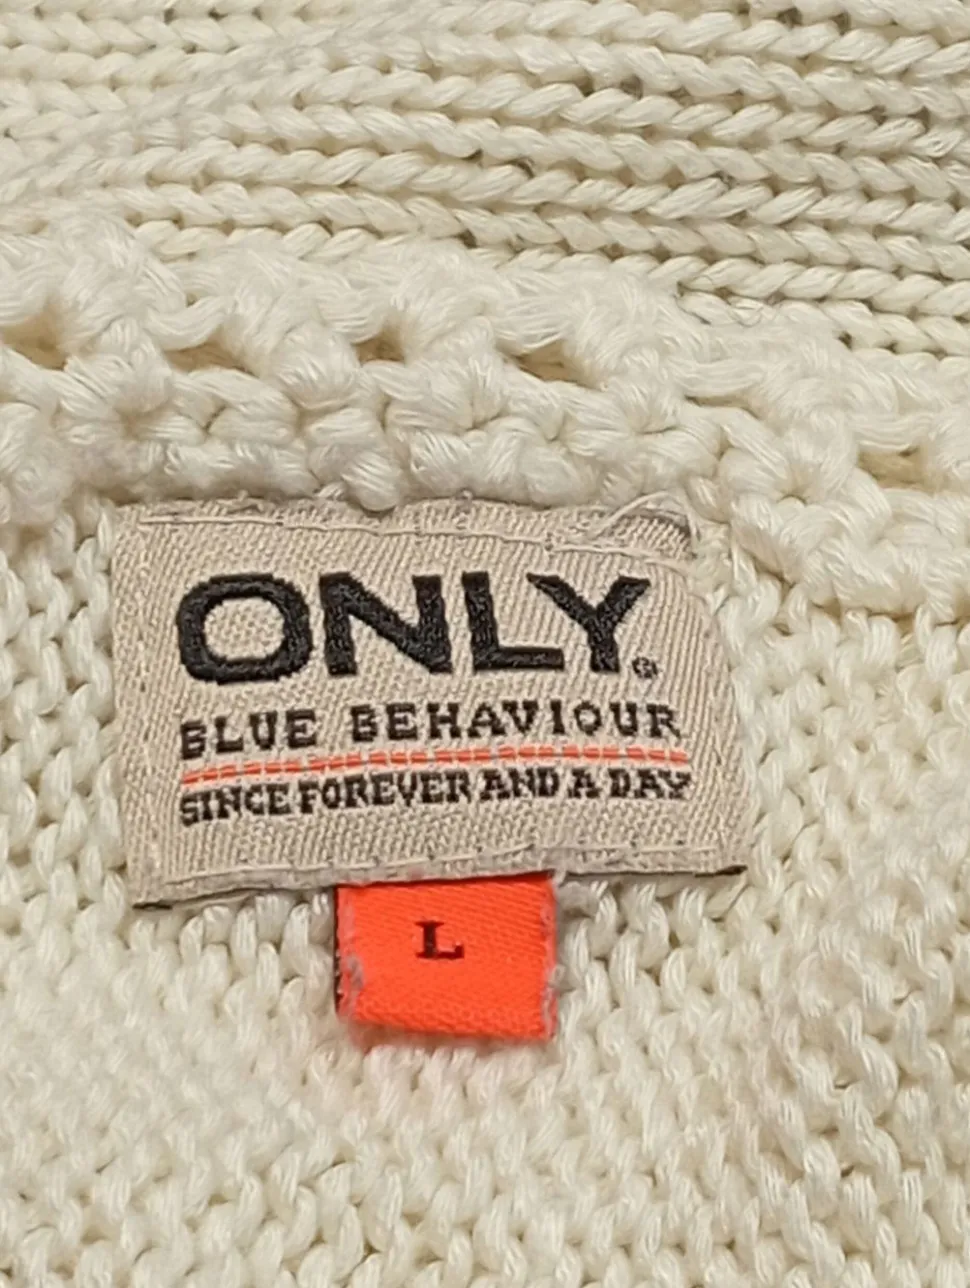 ONLY®
BLUE BEHAVIOUR
SINCE FOREVER AND A DAY
L